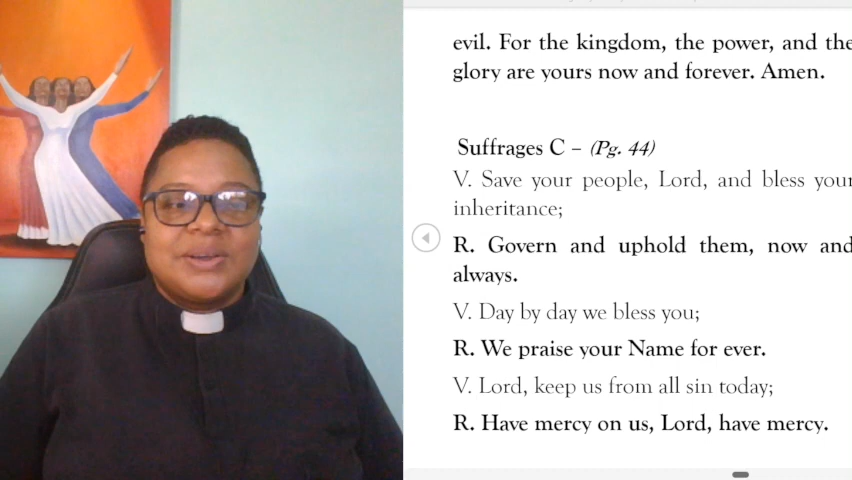 evil. For the kingdom, the power, and the
glory are yours now and forever. Amen.
Suffrages C – (Pg. 44)
V. Save your people, Lord, and bless your
inheritance;
R. Govern and uphold them, now and
always.
V. Day by day we bless you;
R. We praise your Name for ever.
V. Lord, keep us from all sin today;
R. Have mercy on us, Lord, have mercy.